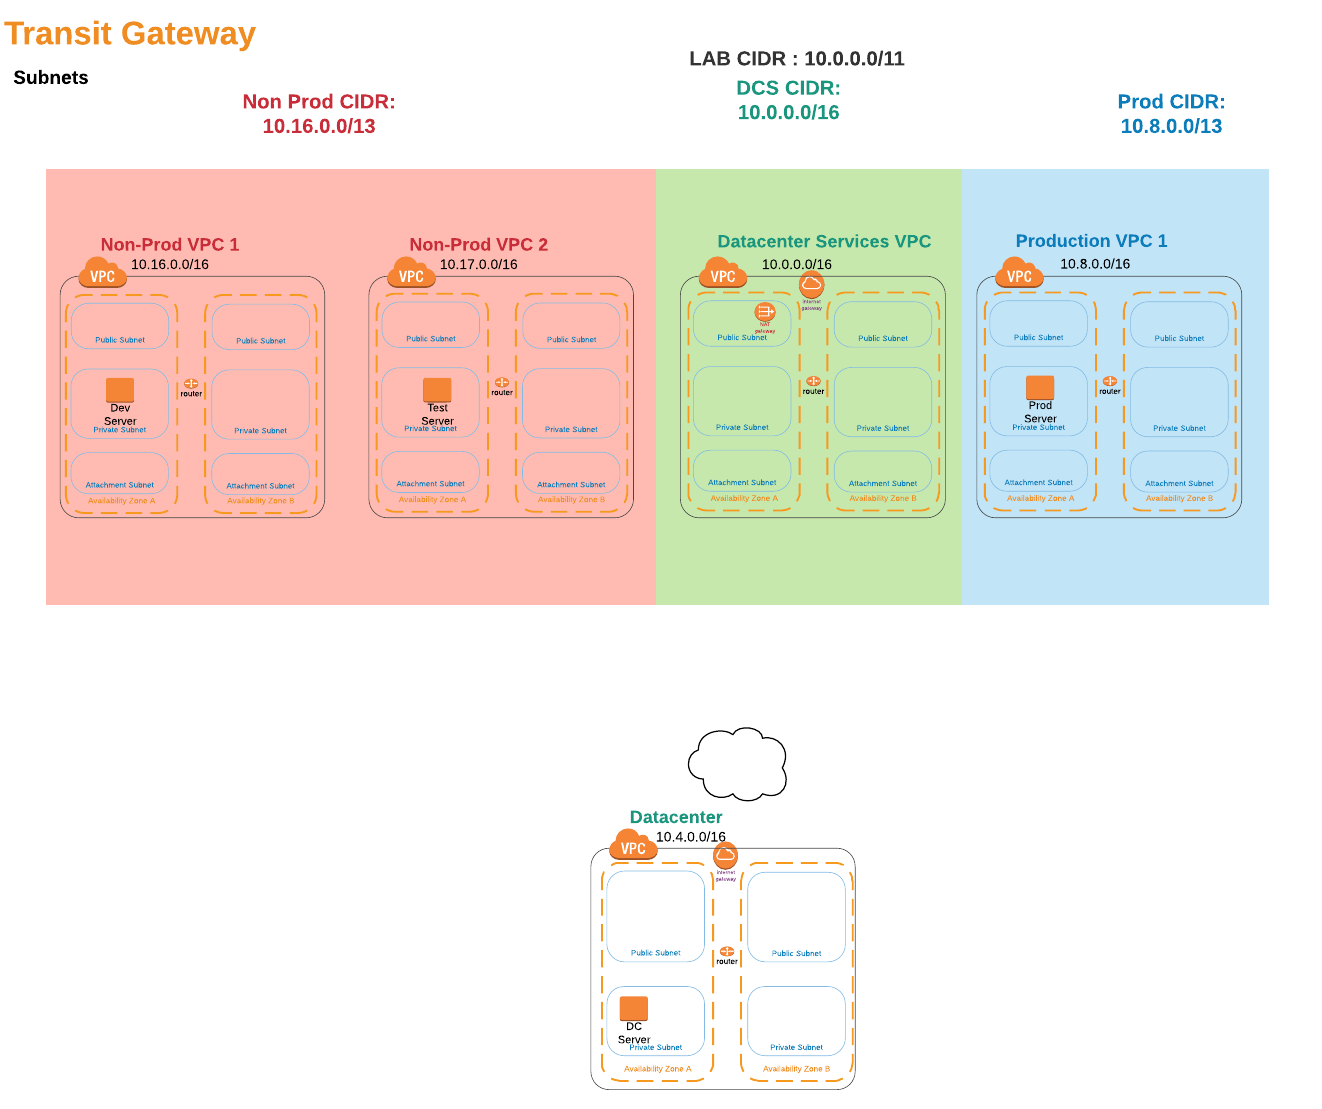 Transit Gateway
Subnets
LAB CIDR : 10.0.0.0/11
Non Prod CIDR:
10.16.0.0/13
DCS CIDR:
10.0.0.0/16
Prod CIDR:
10.8.0.0/13
Non-Prod VPC 1
10.16.0.0/16
VPC
Public Subnet
Public Subnet
router
Dev
Server
Private Subnet
Private Subnet
Attachment Subnet
Attachment Subnet
Availability Zone A
Availability Zone B
Non-Prod VPC 2
10.17.0.0/16
VPC
Public Subnet
Public Subnet
router
Test
Server
Private Subnet
Private Subnet
Attachment Subnet
Attachment Subnet
Availability Zone A
Availability Zone B
Datacenter Services VPC
10.0.0.0/16
VPC
internet
gateway
NAT
gateway
Public Subnet
Public Subnet
router
Private Subnet
Private Subnet
Attachment Subnet
Attachment Subnet
Availability Zone A
Availability Zone B
Production VPC 1
10.8.0.0/16
VPC
Public Subnet
Public Subnet
router
Prod
Server
Private Subnet
Private Subnet
Attachment Subnet
Attachment Subnet
Availability Zone A
Availability Zone B
Datacenter
10.4.0.0/16
VPC
internet
gateway
Public Subnet
Public Subnet
router
DC
Server
Private Subnet
Private Subnet
Availability Zone A
Availability Zone B